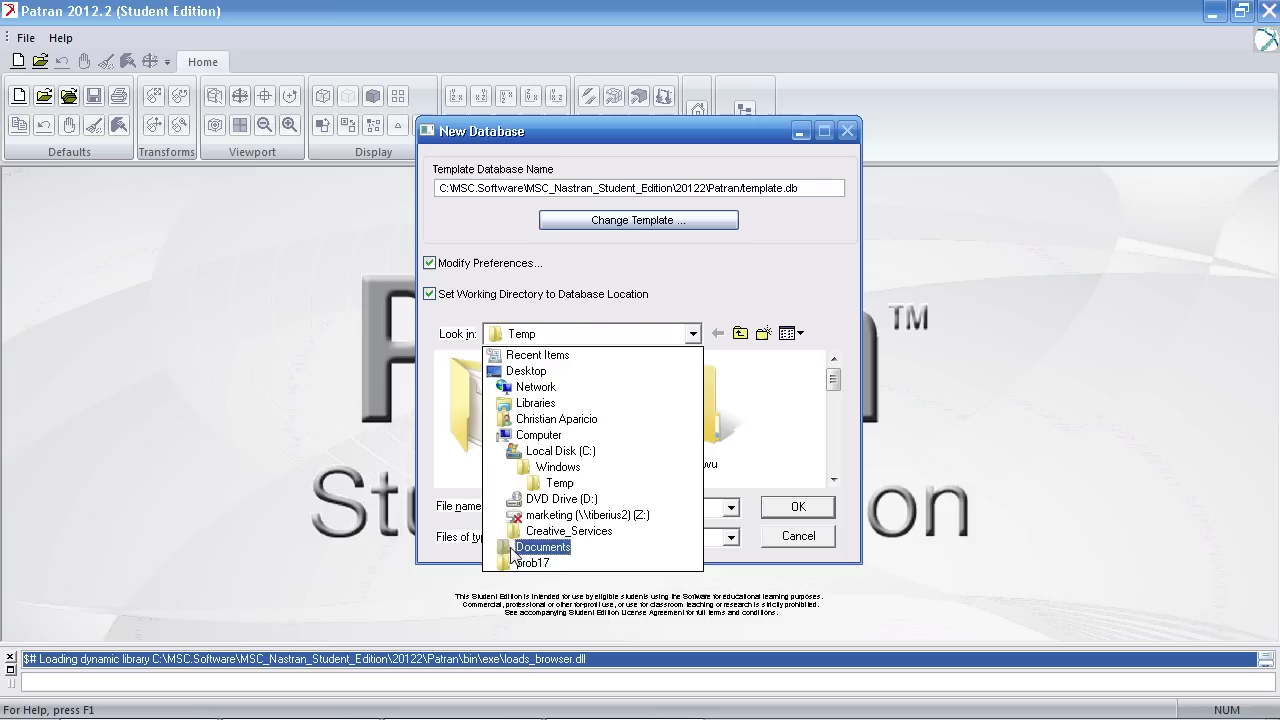 Patran 2012.2 (Student Edition)
File Help
Home
Defaults Transforms Viewport Display
New Database
Template Database Name
C:\MSC.Software\MSC_Nastran_Student_Edition\20122\Patran/template.db
Change Template ...
Modify Preferences...
Set Working Directory to Database Location
Look in: Temp
Recent Items
Desktop
Network
Libraries
Christian Aparicio
Computer
Local Disk (C:)
Windows
Temp
DVD Drive (D:)
marketing (\\tiberius2) (Z:)
Creative_Services
Documents
prob17
File name
Files of ty
OK
Cancel
TM
This Student Edition is intended for use by eligible students using the Software for educational learning purposes.
Commercial, professional or other for-profit use, or use for classroom teaching or research is strictly prohibited.
See accompanying Student Edition License Agreement for full terms and conditions.
$# Loading dynamic library C:\MSC.Software\MSC_Nastran_Student_Edition\20122\Patran\bin\exe\loads_browser.dll
For Help, press F1
NUM